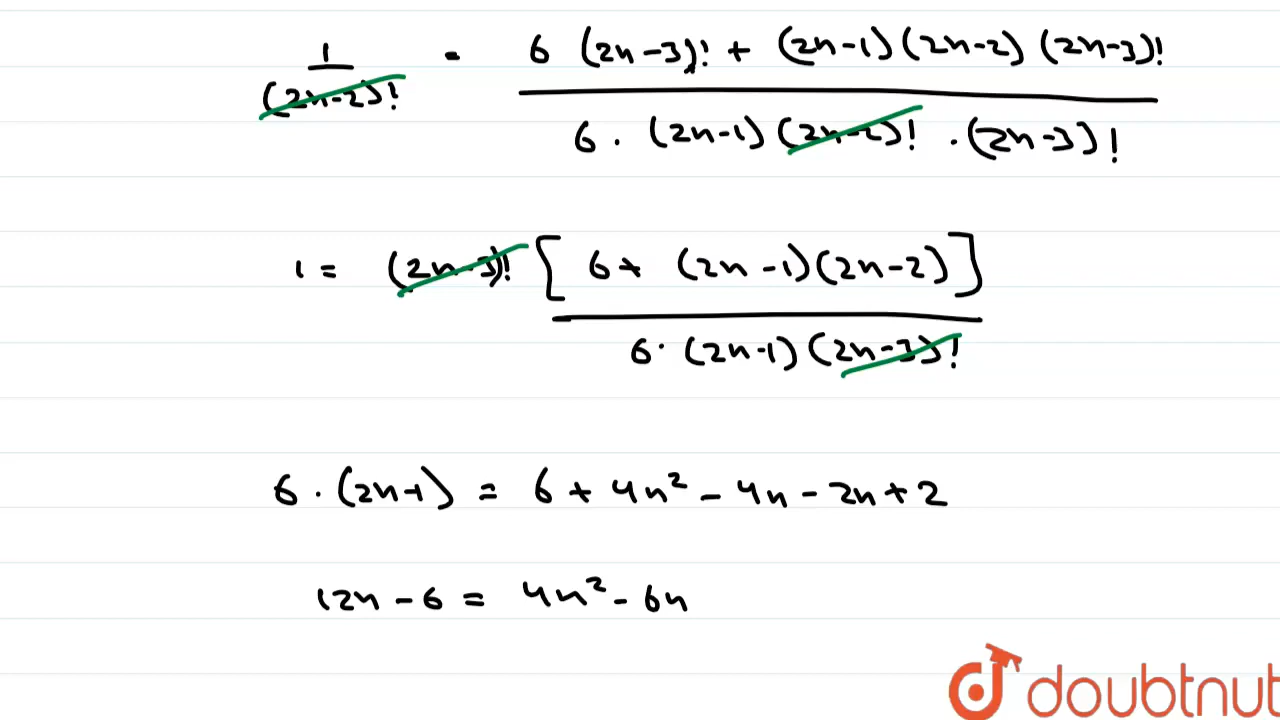 1/(2n-2)! = (6 (2n-3)! + (2n-1)(2n-2)(2n-3)!)/(6 · (2n-1)(2n-2)! · (2n-3)!)
1 = (2n-3)! [6 + (2n-1)(2n-2)]/(6 · (2n-1)(2n-3)!)
6 · (2n-1) = 6 + 4n² - 4n - 2n + 2
12n - 6 = 4n² - 6n
doubtnut